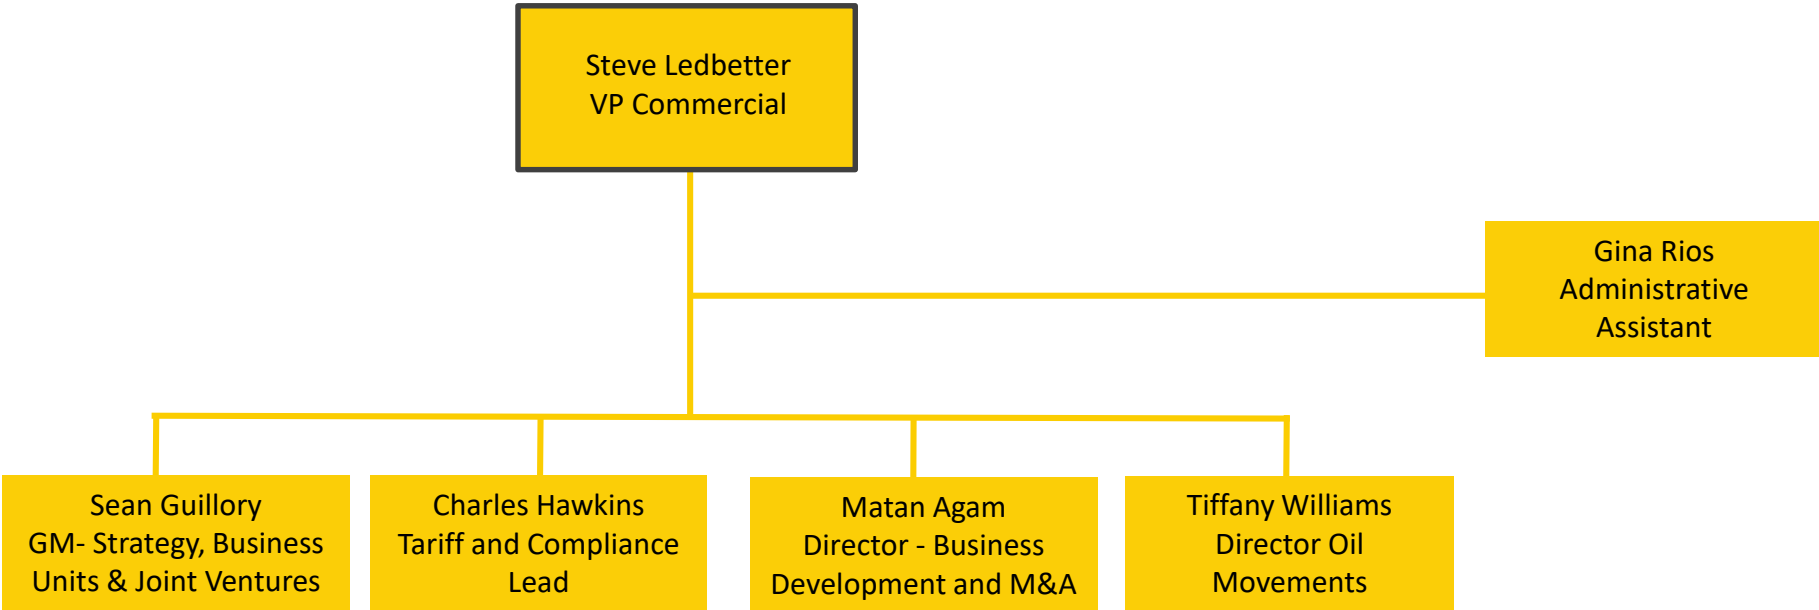 Steve Ledbetter
VP Commercial
Gina Rios
Administrative
Assistant
Sean Guillory
GM- Strategy, Business
Units & Joint Ventures
Charles Hawkins
Tariff and Compliance
Lead
Matan Agam
Director - Business
Development and M&A
Tiffany Williams
Director Oil
Movements